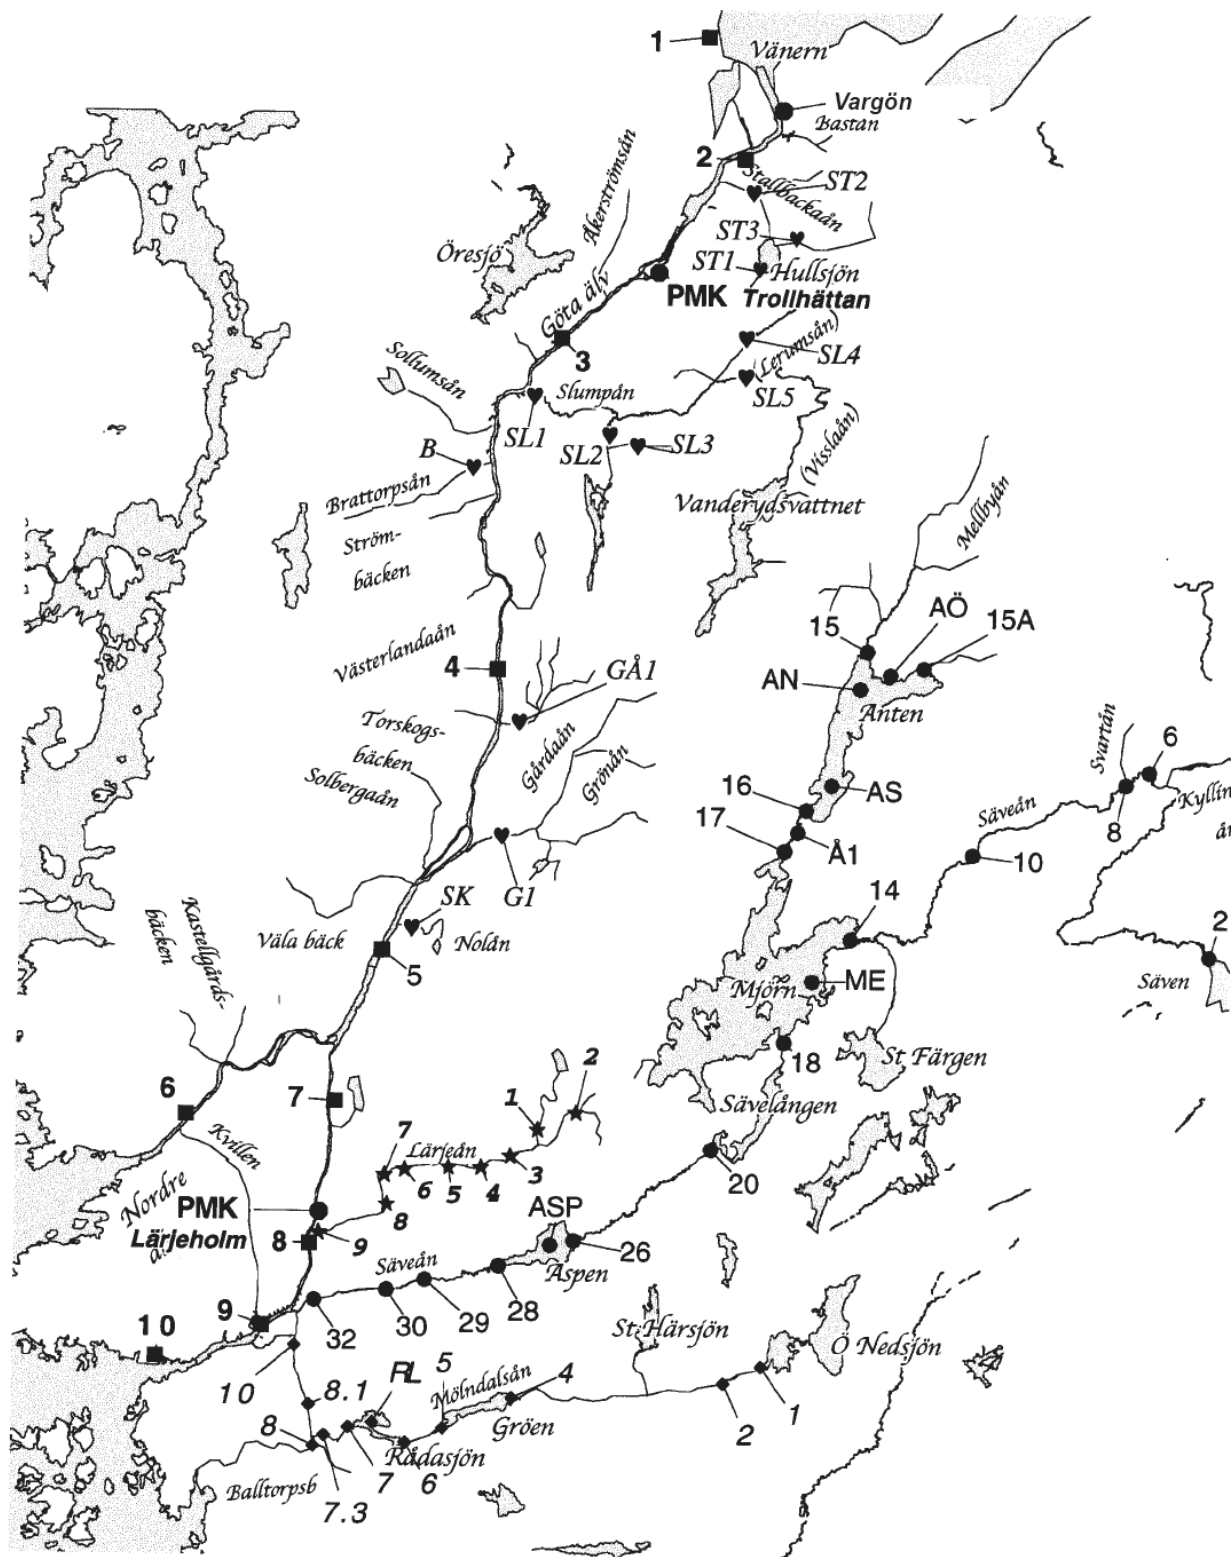 1
Vänern
Vargön
Bastan
2
Stallbackaån
ST2
Åkerströmsån
ST3
Öresjö
ST1
Hullsjön
PMK Trollhättan
Göta älv
3
(Lerumsån)
SL4
Sollumsån
Slumpån
SL5
SL1
B
SL2
SL3
(Visslaån)
Brattorpsån
Vanderydsvattnet
Mellbyån
Ström-
bäcken
15
AÖ
15A
Västerlandaån
4
GÅ1
AN
Anten
Torskogs-
bäcken
Gårdaån
Grönån
Svartån
6
Solbergaån
16
AS
Säveån
8
Kyllin
år
17
Å1
10
G1
SK
14
2
Kastellgårds-
bäcken
Väla bäck
Nolån
5
Mjörn
ME
Säven
18
St Färgen
6
7
1
2
Sävelången
Kvillen
7
Lärjeån
3
6
5
4
20
Nordre
PMK
8
ASP
Lärjeholm
8
9
26
Säveån
Aspen
28
9
32
30
29
10
St Härsjön
Ö Nedsjön
10
8.1
RL
5
Mölndalsån
4
1
2
8
Gröen
Rådasjön
7
6
Balltorpsb
7.3